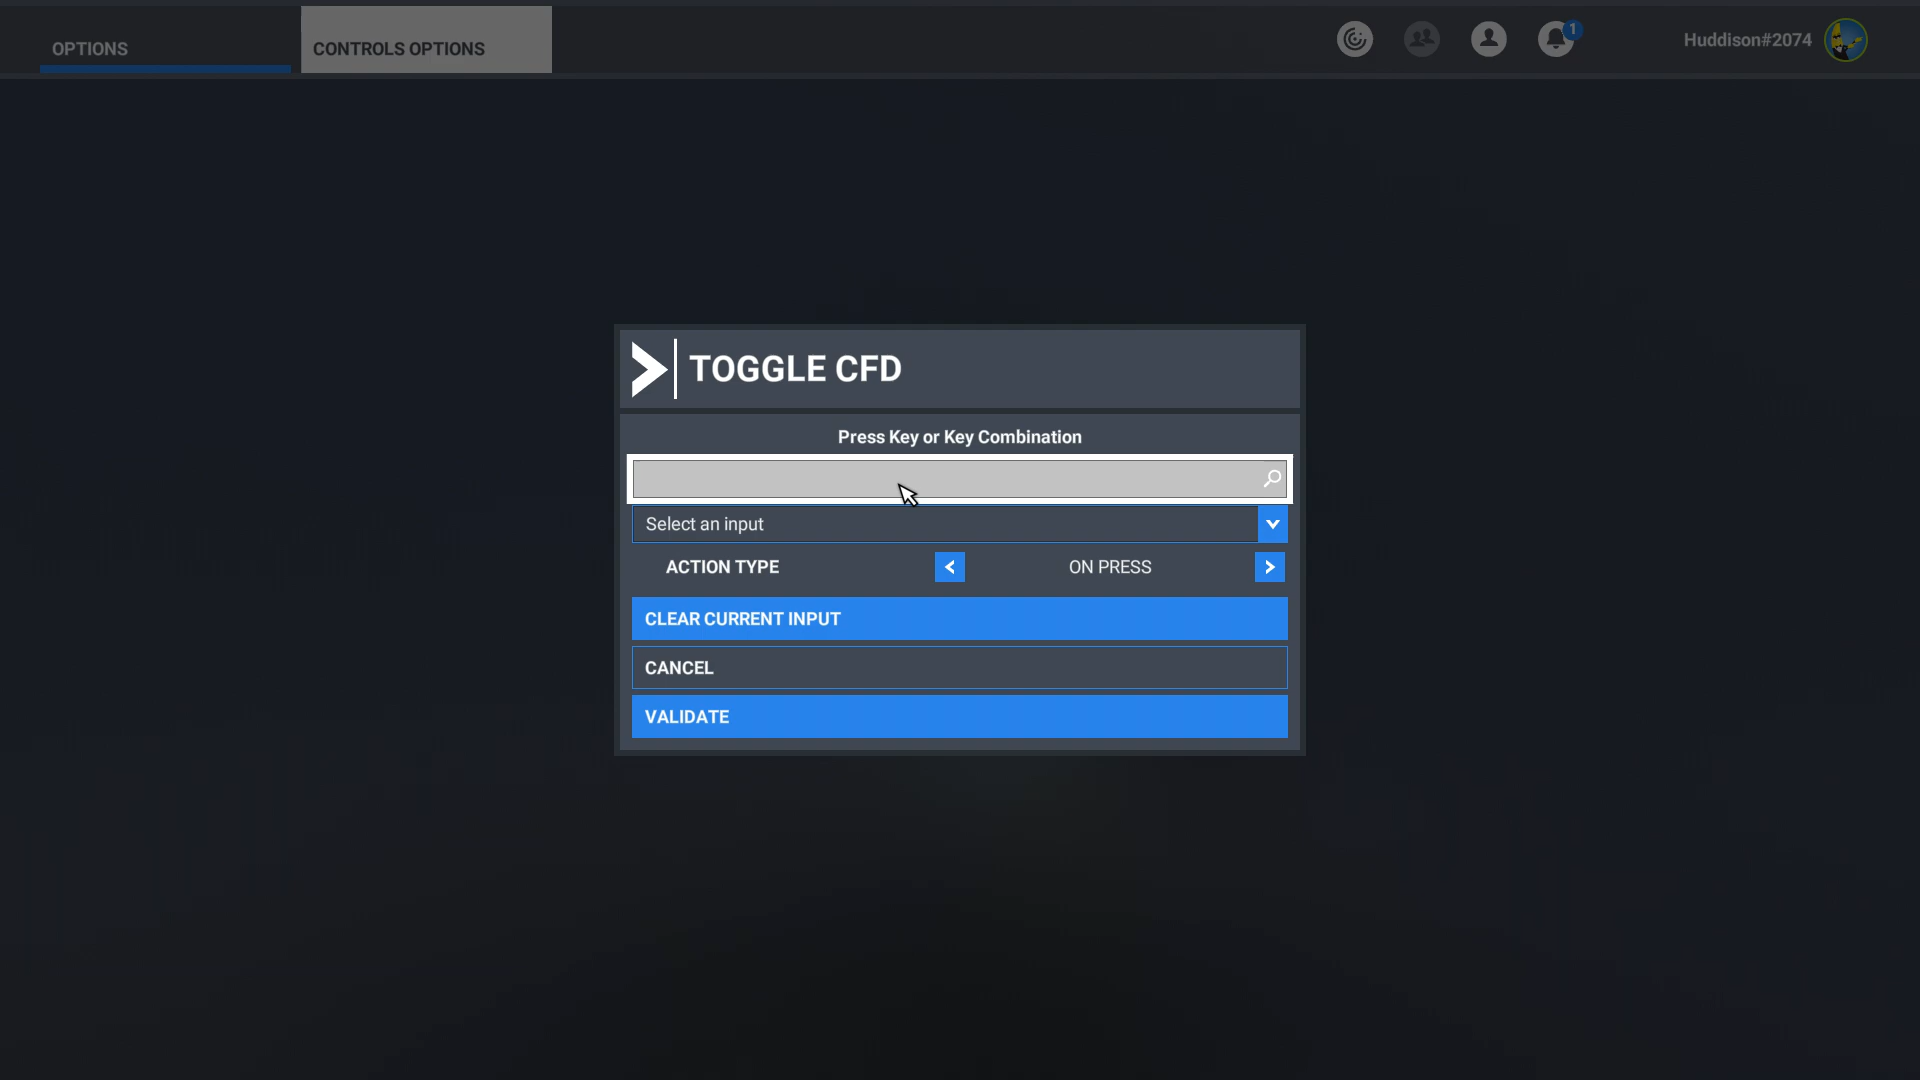 OPTIONS
CONTROLS OPTIONS
1
Huddison#2074
TOGGLE CFD
Press Key or Key Combination
Select an input
ACTION TYPE
ON PRESS
CLEAR CURRENT INPUT
CANCEL
VALIDATE